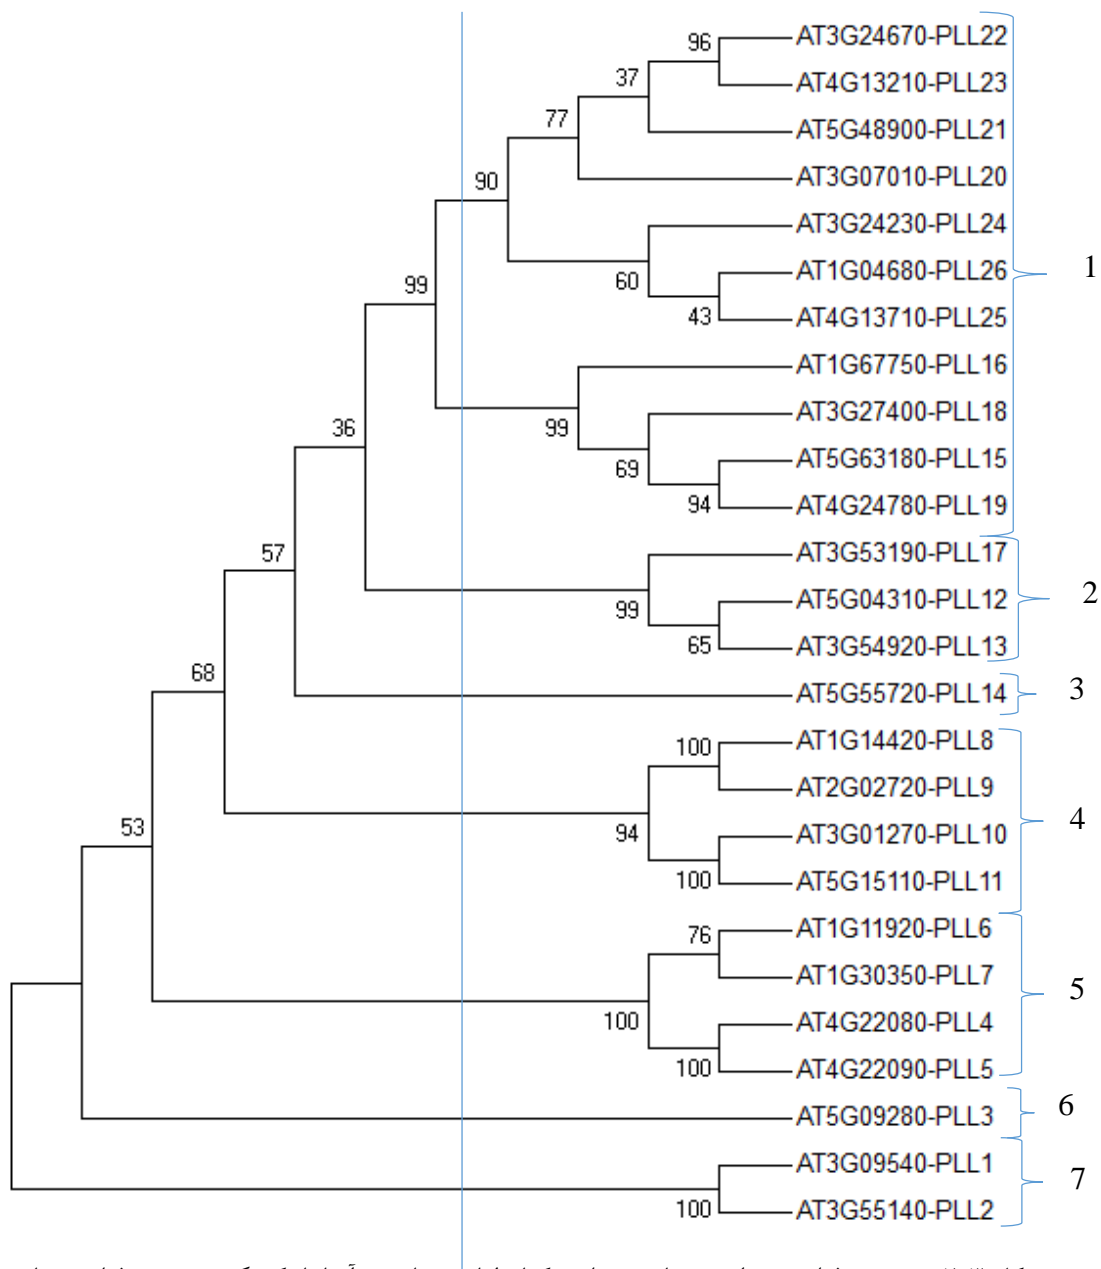 96
AT3G24670-PLL22
37
AT4G13210-PLL23
77
AT5G48900-PLL21
90
AT3G07010-PLL20
AT3G24230-PLL24
99
60
AT1G04680-PLL26
1
43
AT4G13710-PLL25
AT1G67750-PLL16
36
99
AT3G27400-PLL18
69
AT5G63180-PLL15
94
AT4G24780-PLL19
57
AT3G53190-PLL17
99
AT5G04310-PLL12
2
65
AT3G54920-PLL13
68
AT5G55720-PLL14
3
100
AT1G14420-PLL8
AT2G02720-PLL9
53
94
AT3G01270-PLL10
4
100
AT5G15110-PLL11
76
AT1G11920-PLL6
AT1G30350-PLL7
5
100
AT4G22080-PLL4
100
AT4G22090-PLL5
AT5G09280-PLL3
6
AT3G09540-PLL1
7
100
AT3G55140-PLL2